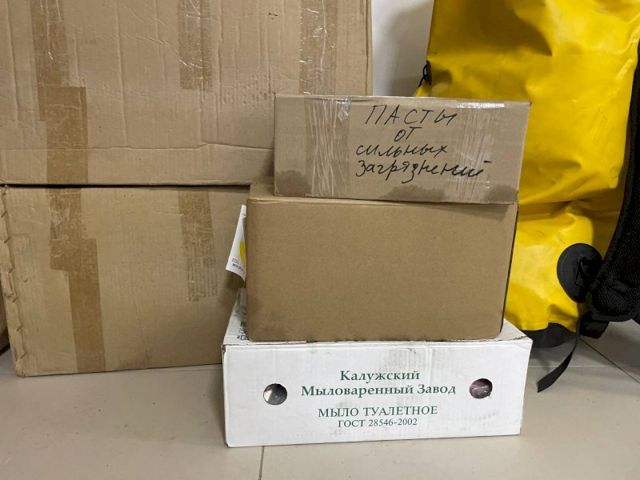 ПАСТЫ
ОТ
сильных
загрязнений
Калужский
Мыловаренный Завод
МЫЛО ТУАЛЕТНОЕ
ГОСТ 28546-2002